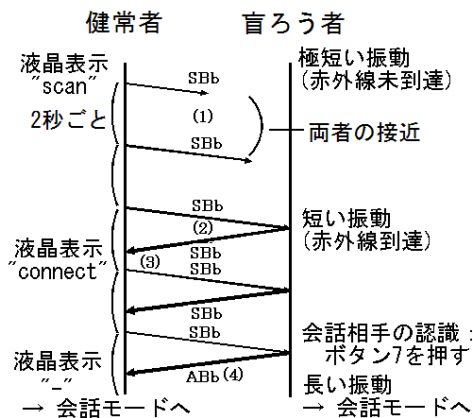 健常者
盲ろう者
液晶表示
"scan"
極短い振動
(赤外線未到達)
SBb
2秒ごと
(1)
両者の接近
SBb
SBb
短い振動
(赤外線到達)
(2)
液晶表示
"connect"
(3)
SBb
SBb
SBb
SBb
会話相手の認識
ボタン7を押す
液晶表示
"-"
ABb(4)
長い振動
→ 会話モードへ
→ 会話モードへ